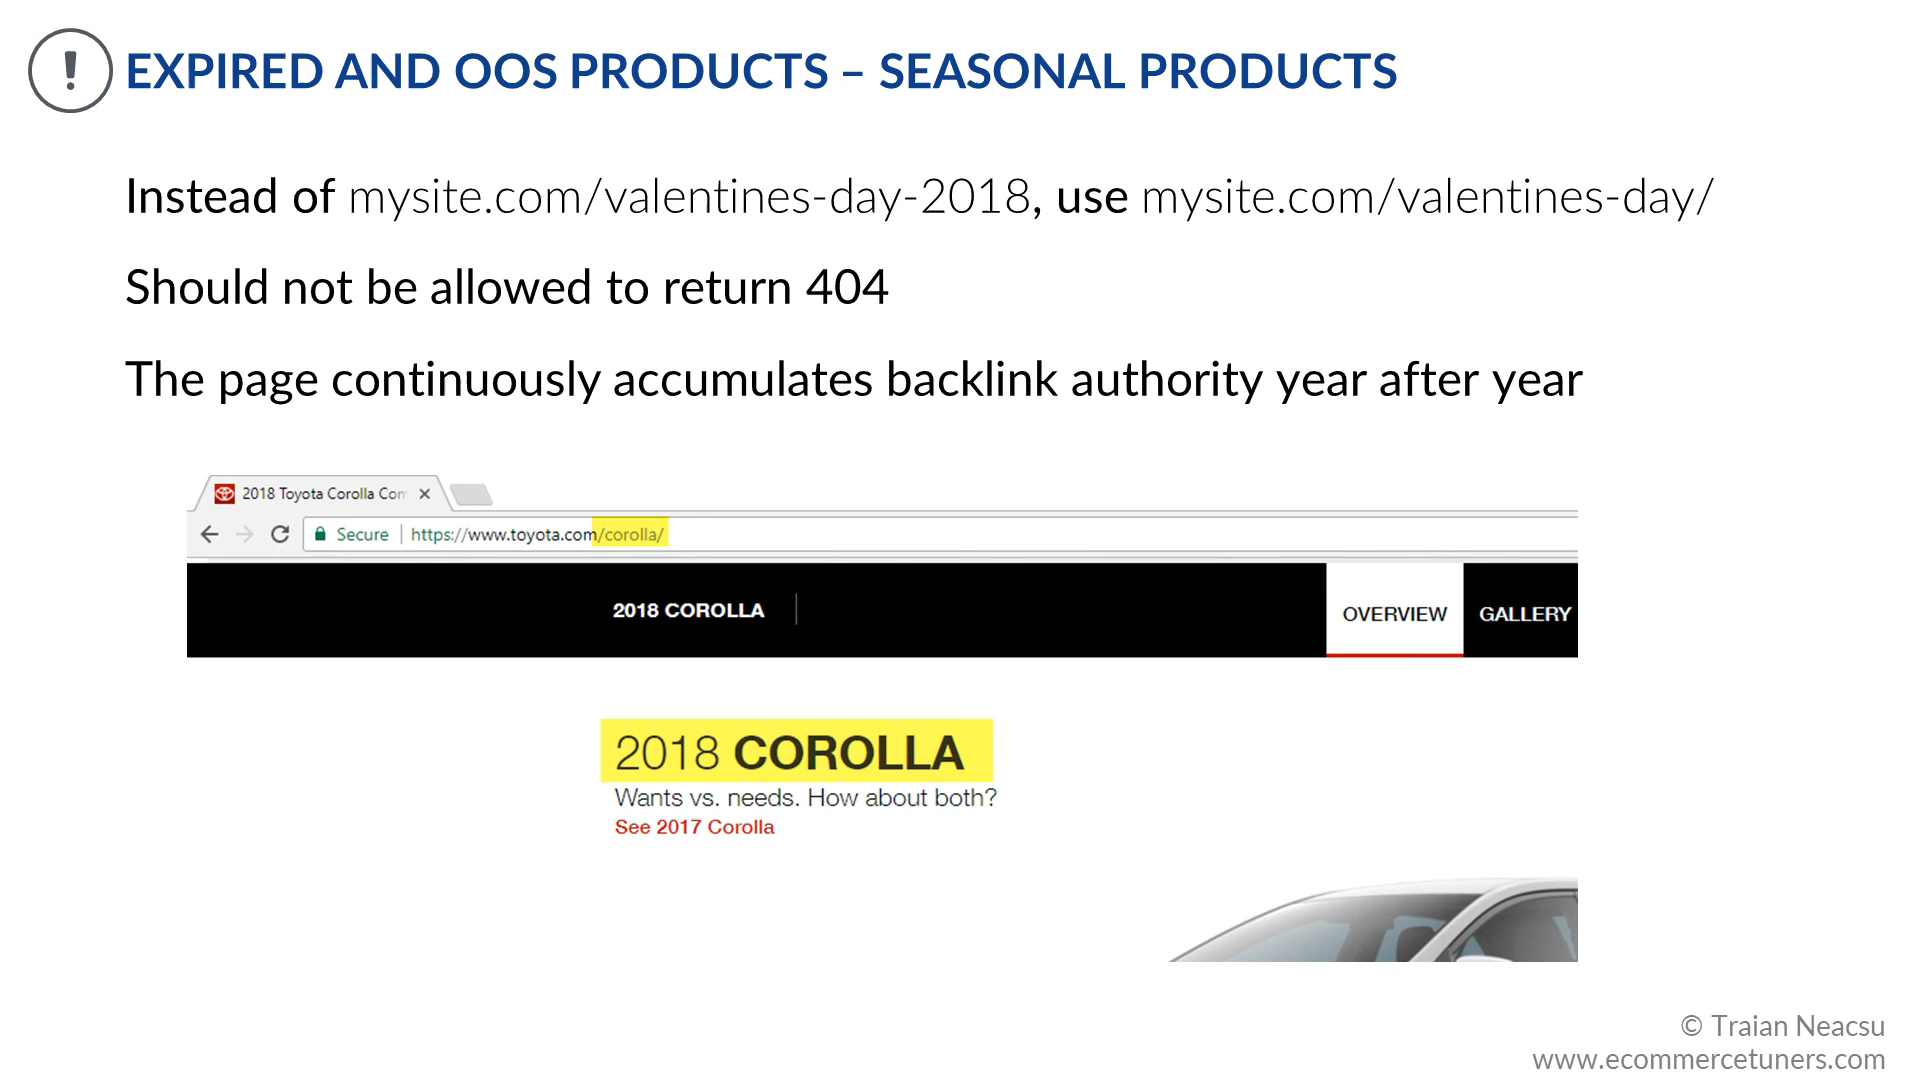 ! EXPIRED AND OOS PRODUCTS – SEASONAL PRODUCTS
Instead of mysite.com/valentines-day-2018, use mysite.com/valentines-day/
Should not be allowed to return 404
The page continuously accumulates backlink authority year after year
2018 Toyota Corolla Com
Secure | https://www.toyota.com/corolla/
2018 COROLLA
OVERVIEW GALLERY
2018 COROLLA
Wants vs. needs. How about both?
See 2017 Corolla
© Traian Neacsu
www.ecommercetuners.com